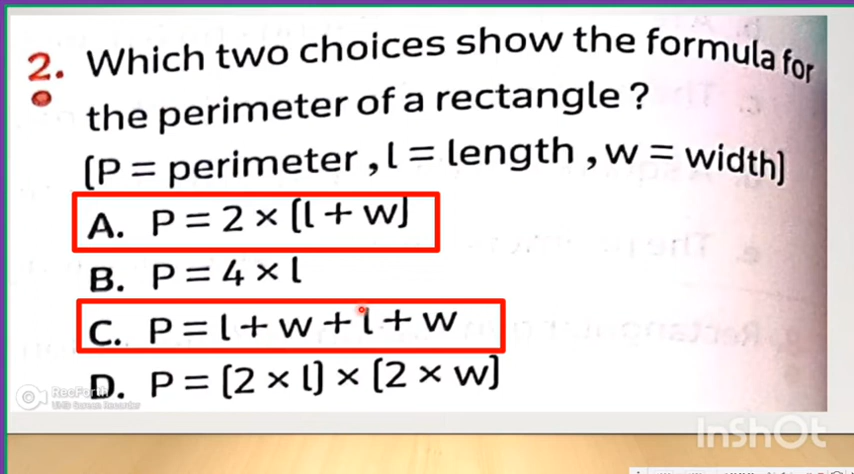 2. Which two choices show the formula for
the perimeter of a rectangle ?
(P = perimeter , l = length , w = width)
A. P = 2 × (l + w)
B. P = 4 × l
C. P = l + w + l + w
D. P = (2 × l) × (2 × w)
RecForth
InShOt